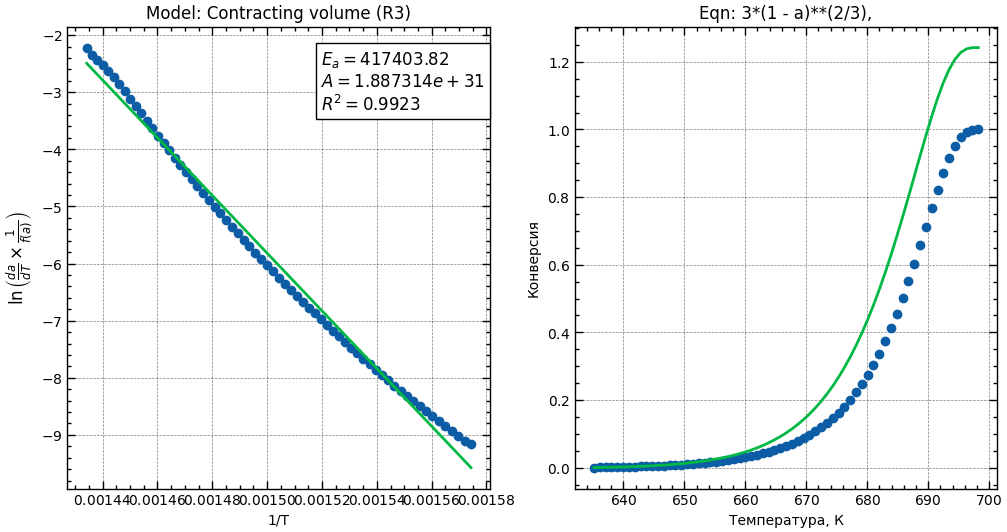 Model: Contracting volume (R3)
−2
−3
−4
−5
−6
−7
−8
−9
ln(da/dT × 1/f(a))
E_a = 417403.82
A = 1.887314e + 31
R^2 = 0.9923
0.00144 0.00146 0.00148 0.00150 0.00152 0.00154 0.00156 0.00158
1/T
Eqn: 3*(1 - a)**(2/3),
1.2
1.0
0.8
0.6
0.4
0.2
0.0
Конверсия
640 650 660 670 680 690 700
Температура, К